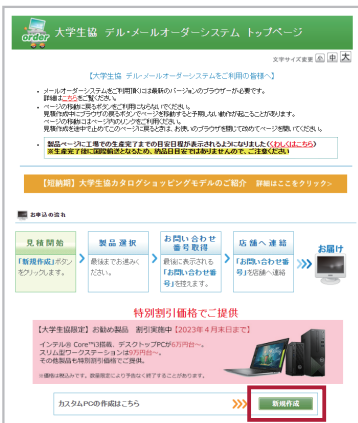 order 大学生協 デル・メールオーダーシステム トップページ
文字サイズ変更 小 中 大
【大学生協 デル・メールオーダーシステムをご利用の皆様へ】
・ メールオーダーシステムをご利用頂くには最新のバージョンのブラウザーが必要です。
詳細はこちらをご覧ください。
・ ページの移動に戻るボタンをご利用にならないでください。
見積作成中にブラウザの戻るボタンでページを移動すると予期しない動作が起こることがあります。
ページの移動にはページ内のリンクをご利用ください。
見積作成を途中で止めてこのページに戻るときは、お使いのブラウザを閉じて改めてページを開いてください。
・ 製品ページに工場での生産完了までの目安日程が表示されるようになりました(くわしくはこちら)
※生産完了後に国際輸送となるため、納品日目安ではありませんので、ご注意ください
【短納期】大学生協カタログショッピングモデルのご紹介 詳細はここをクリック>
お申込の流れ
見積開始
「新規作成」ボタンをクリックします。
製品選択
最後までお進みください。
お問い合わせ
番号取得
最後に表示される
「お問い合わせ番号」を控えます。
店舗へ連絡
「お問い合わせ番号」を店舗へ連絡
お届け
特別割引価格でご提供
【大学生協限定】お勧め製品 割引実施中【2023年4月末日まで】
インテル® Core™i3搭載、デスクトップPCが6万円台～。
スリム型ワークステーションは9万円台～。
その他製品も特別割引価格でご提供。
※価格は税込みです。数量限定により予告なく終了することがあります。
カスタムPCの作成はこちら
新規作成